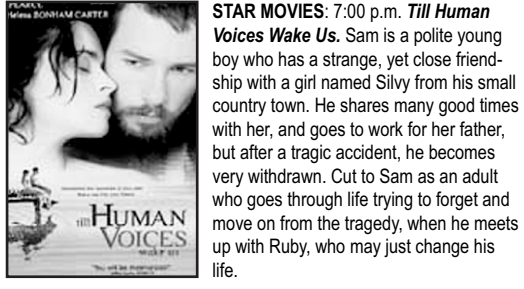 PEARCE
Helena BONHAM CARTER
till HUMAN
VOICES
WAKE US
STAR MOVIES: 7:00 p.m. Till Human
Voices Wake Us. Sam is a polite young
boy who has a strange, yet close friend-
ship with a girl named Silvy from his small
country town. He shares many good times
with her, and goes to work for her father,
but after a tragic accident, he becomes
very withdrawn. Cut to Sam as an adult
who goes through life trying to forget and
move on from the tragedy, when he meets
up with Ruby, who may just change his
life.